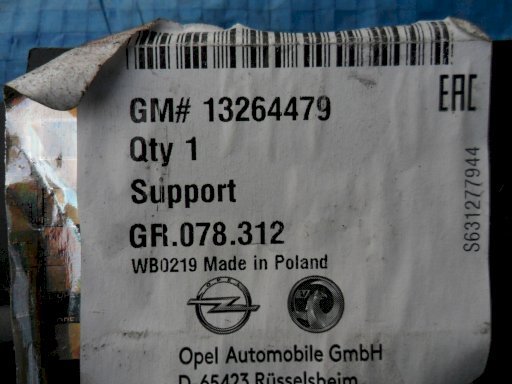 GM# 13264479
EAC
Qty 1
Support
GR.078.312
WB0219 Made in Poland
S631277944
OPEL
Opel Automobile GmbH
D 65423 Rüsselsheim